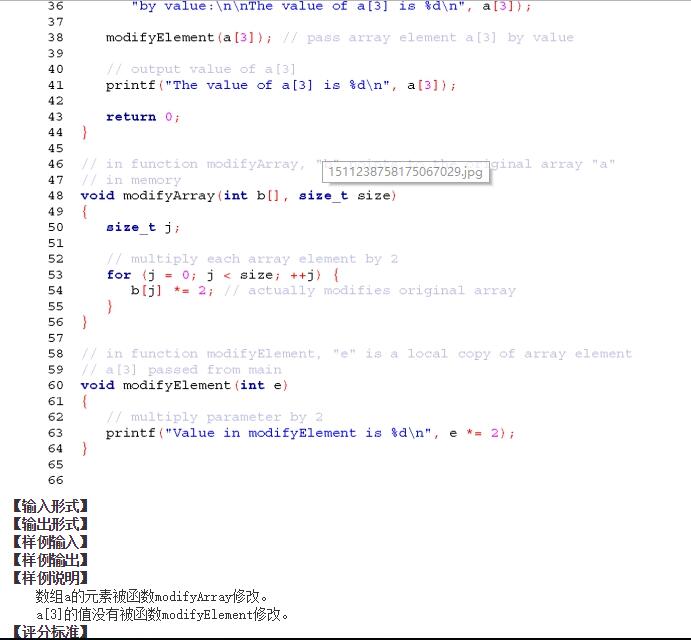 36 "by value:\n\nThe value of a[3] is %d\n", a[3]);
37
38 modifyElement(a[3]); // pass array element a[3] by value
39
40 // output value of a[3]
41 printf("The value of a[3] is %d\n", a[3]);
42
43 return 0;
44 }
45
46 // in function modifyArray, original array "a"
1511238758175067029.jpg
47 // in memory
48 void modifyArray(int b[], size_t size)
49 {
50 size_t j;
51
52 // multiply each array element by 2
53 for (j = 0; j < size; ++j) {
54 b[j] *= 2; // actually modifies original array
55 }
56 }
57
58 // in function modifyElement, "e" is a local copy of array element
59 // a[3] passed from main
60 void modifyElement(int e)
61 {
62 // multiply parameter by 2
63 printf("Value in modifyElement is %d\n", e *= 2);
64 }
65
66
【输入形式】
【输出形式】
【样例输入】
【样例输出】
【样例说明】
数组a的元素被函数modifyArray修改。
a[3]的值没有被函数modifyElement修改。
【评分标准】